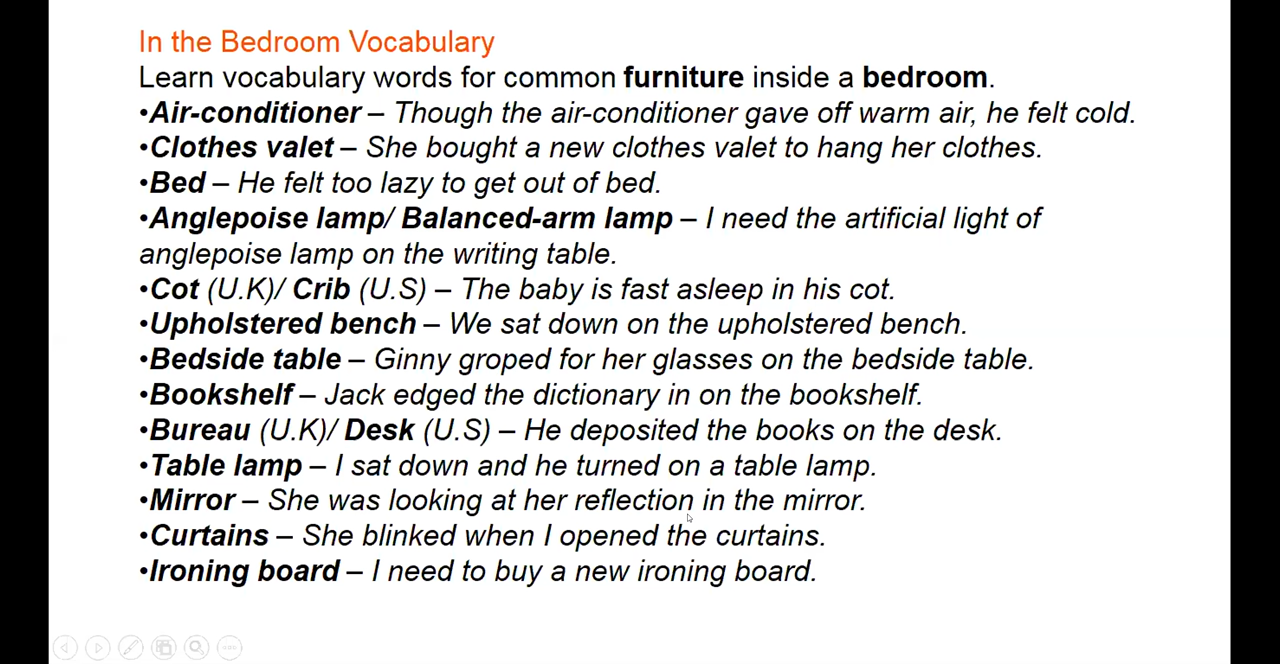 In the Bedroom Vocabulary
Learn vocabulary words for common furniture inside a bedroom.
•Air-conditioner – Though the air-conditioner gave off warm air, he felt cold.
•Clothes valet – She bought a new clothes valet to hang her clothes.
•Bed – He felt too lazy to get out of bed.
•Anglepoise lamp/ Balanced-arm lamp – I need the artificial light of
anglepoise lamp on the writing table.
•Cot (U.K)/ Crib (U.S) – The baby is fast asleep in his cot.
•Upholstered bench – We sat down on the upholstered bench.
•Bedside table – Ginny groped for her glasses on the bedside table.
•Bookshelf – Jack edged the dictionary in on the bookshelf.
•Bureau (U.K)/ Desk (U.S) – He deposited the books on the desk.
•Table lamp – I sat down and he turned on a table lamp.
•Mirror – She was looking at her reflection in the mirror.
•Curtains – She blinked when I opened the curtains.
•Ironing board – I need to buy a new ironing board.